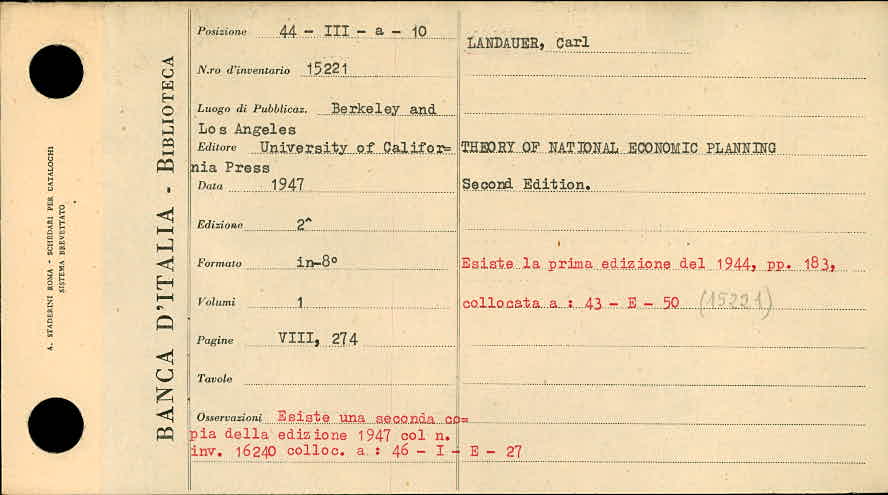 A. STADERINI ROMA - SCHEDARI PER CATALOGHI
SISTEMA BREVETTATO
BANCA D'ITALIA - BIBLIOTECA
Posizione 44 - III - a - 10
N.ro d'inventario 15221
Luogo di Pubblicaz. Berkeley and
Los Angeles
Editore University of Califor=
nia Press
Data 1947
Edizione 2^
Formato in-8º
Volumi 1
Pagine VIII, 274
Tavole
Osservazioni Esiste una seconda co=
pia della edizione 1947 col n.
inv. 16240 colloc. a : 46 - I - E - 27
LANDAUER, Carl
THEORY OF NATIONAL ECONOMIC PLANNING
Second Edition.
Esiste la prima edizione del 1944, pp. 183,
collocata a : 43 - E - 50 (15221)